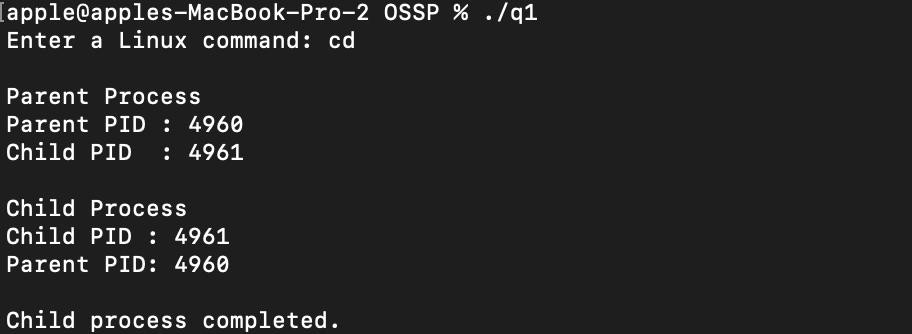 [apple@apples-MacBook-Pro-2 OSSP % ./q1
Enter a Linux command: cd
Parent Process
Parent PID : 4960
Child PID  : 4961
Child Process
Child PID : 4961
Parent PID: 4960
Child process completed.